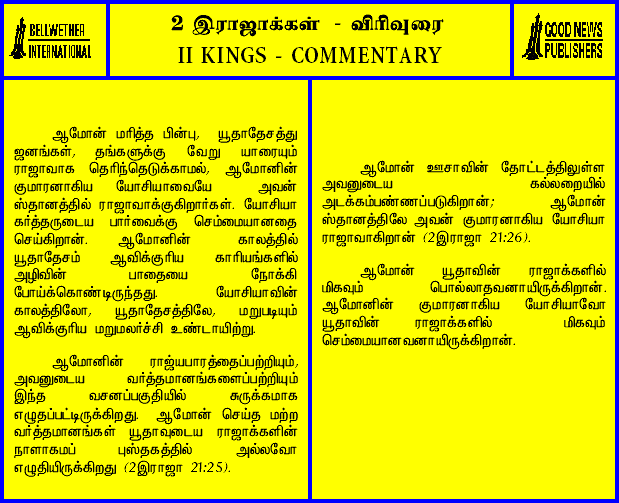 BELLWETHER
INTERNATIONAL
2 இராஜாக்கள் - விரிவுரை
II KINGS - COMMENTARY
GOOD NEWS
PUBLISHERS
ஆமோன் மரித்த பின்பு, யூதாதேசத்து
ஜனங்கள், தங்களுக்கு வேறு யாரையும்
ராஜாவாக தெரிந்தெடுக்காமல், ஆமோனின்
குமாரனாகிய யோசியாவையே அவன்
ஸ்தானத்தில் ராஜாவாக்குகிறார்கள். யோசியா
கர்த்தருடைய பார்வைக்கு செம்மையானதை
செய்கிறான். ஆமோனின் காலத்தில்
யூதாதேசம் ஆவிக்குரிய காரியங்களில்
அழிவின் பாதையை நோக்கி
போய்க்கொண்டிருந்தது. யோசியாவின்
காலத்திலோ, யூதாதேசத்திலே, மறுபடியும்
ஆவிக்குரிய மறுமலர்ச்சி உண்டாயிற்று.
ஆமோனின் ராஜ்யபாரத்தைப்பற்றியும்,
அவனுடைய வர்த்தமானங்களைப்பற்றியும்
இந்த வசனப்பகுதியில் சுருக்கமாக
எழுதப்பட்டிருக்கிறது. ஆமோன் செய்த மற்ற
வர்த்தமானங்கள் யூதாவுடைய ராஜாக்களின்
நாளாகமப் புஸ்தகத்தில் அல்லவோ
எழுதியிருக்கிறது (2இராஜா 21:25).
ஆமோன் ஊசாவின் தோட்டத்திலுள்ள
அவனுடைய கல்லறையில்
அடக்கம்பண்ணப்படுகிறான்; ஆமோன்
ஸ்தானத்திலே அவன் குமாரனாகிய யோசியா
ராஜாவாகிறான் (2இராஜா 21:26).
ஆமோன் யூதாவின் ராஜாக்களில்
மிகவும் பொல்லாதவனாயிருக்கிறான்.
ஆமோனின் குமாரனாகிய யோசியாவோ
யூதாவின் ராஜாக்களில் மிகவும்
செம்மையானவனாயிருக்கிறான்.